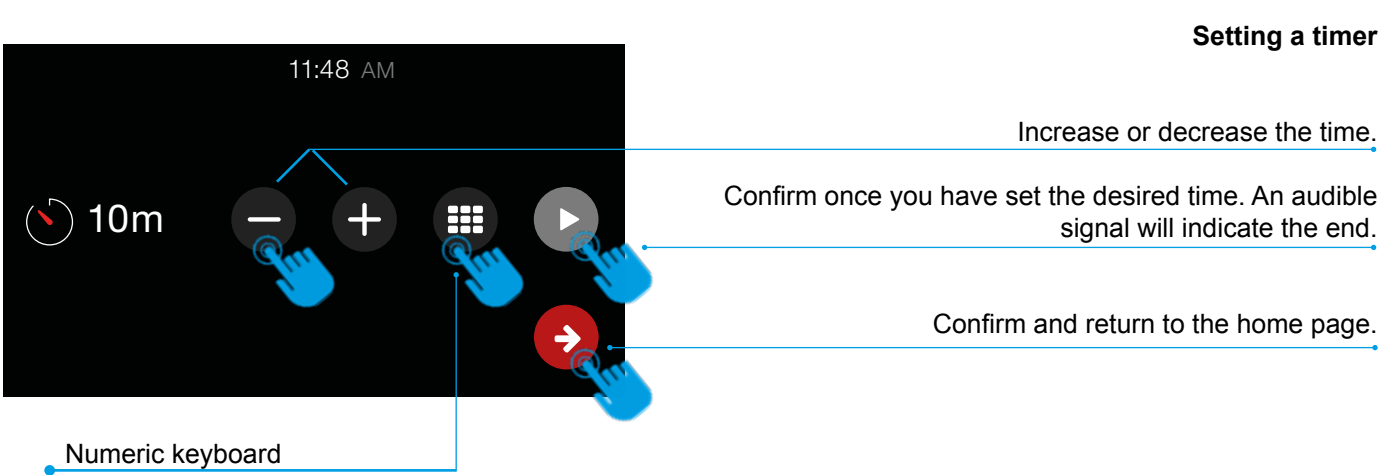 Setting a timer
11:48 AM
Increase or decrease the time.
Confirm once you have set the desired time. An audible
signal will indicate the end.
10m
Confirm and return to the home page.
Numeric keyboard